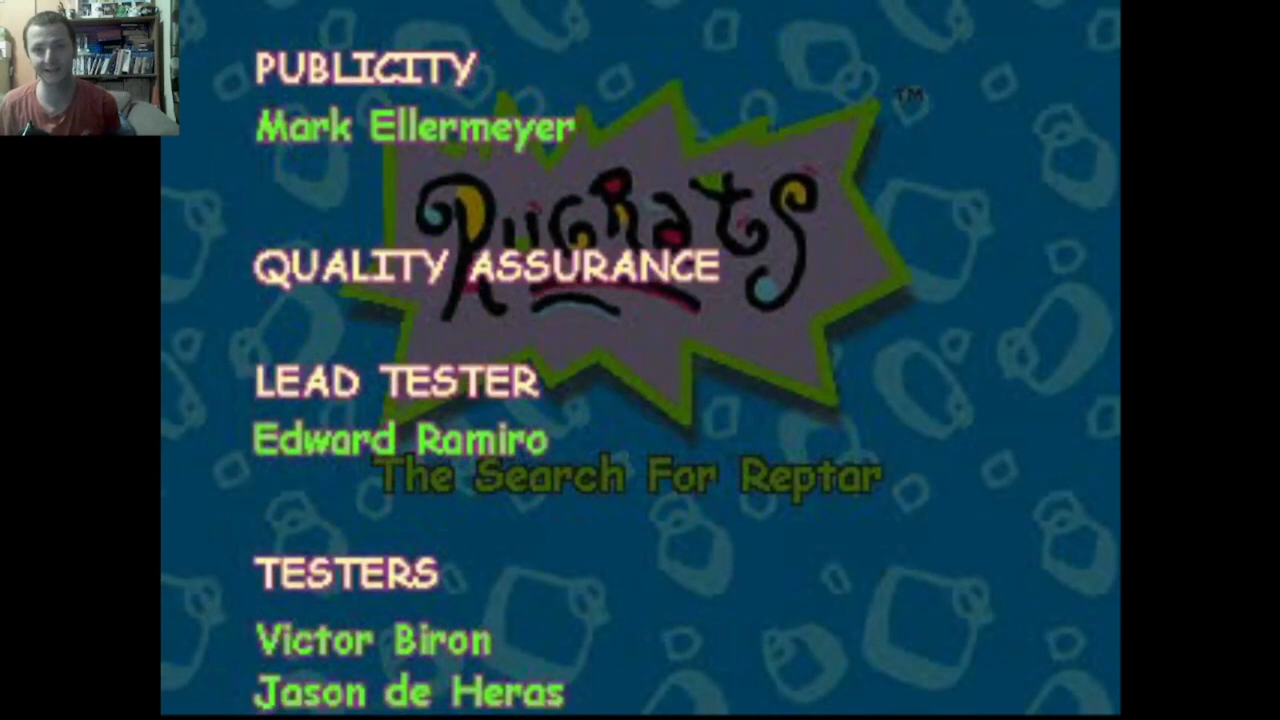 PUBLICITY
Mark Ellermeyer
TM
RUGRatS
QUALITY ASSURANCE
LEAD TESTER
Edward Ramiro
The Search For Reptar
TESTERS
Victor Biron
Jason de Heras